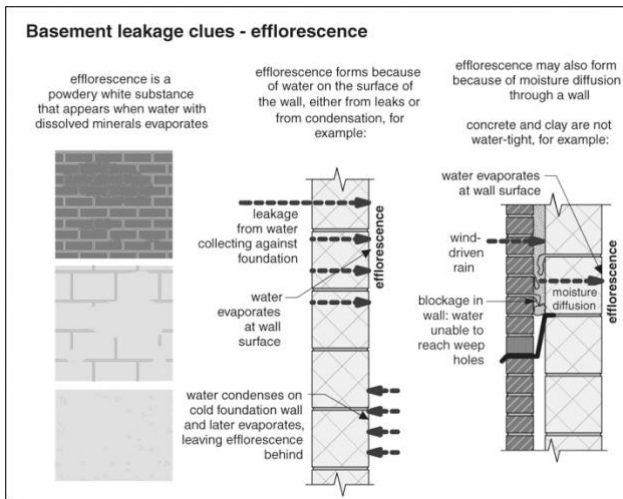 Basement leakage clues - efflorescence
efflorescence is a
powdery white substance
that appears when water with
dissolved minerals evaporates
efflorescence forms because
of water on the surface of
the wall, either from leaks or
from condensation, for
example:
leakage
from water
collecting against
foundation
water
evaporates
at wall
surface
efflorescence
water condenses on
cold foundation wall
and later evaporates,
leaving efflorescence
behind
efflorescence may also form
because of moisture diffusion
through a wall
concrete and clay are not
water-tight, for example:
water evaporates
at wall surface
wind-
driven
rain
moisture
diffusion
blockage in
wall: water
unable to
reach weep
holes
efflorescence